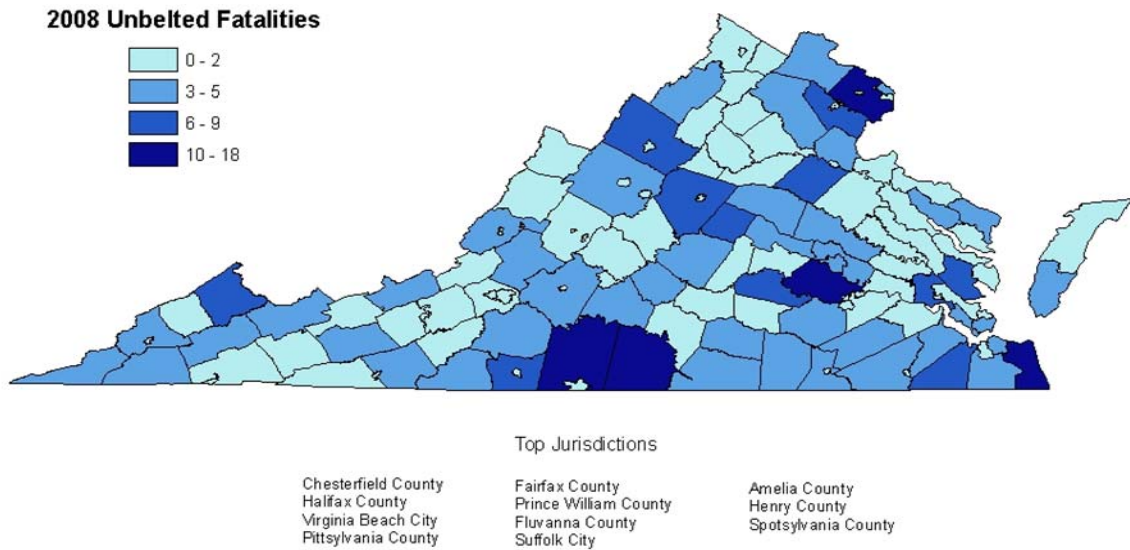 2008 Unbelted Fatalities
0 - 2
3 - 5
6 - 9
10 - 18
Top Jurisdictions
Chesterfield County
Halifax County
Virginia Beach City
Pittsylvania County
Fairfax County
Prince William County
Fluvanna County
Suffolk City
Amelia County
Henry County
Spotsylvania County